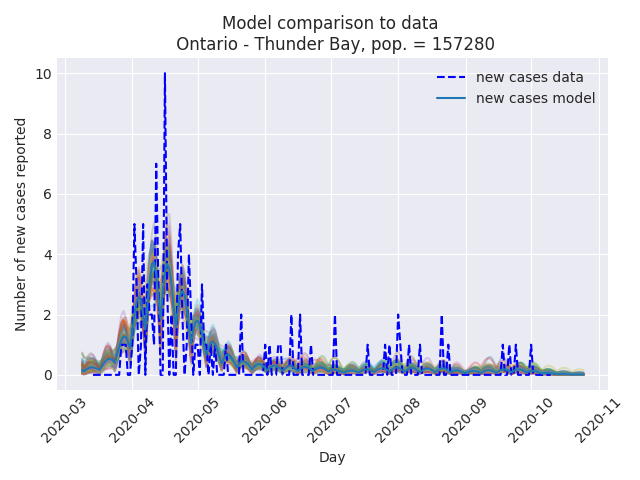 Model comparison to data
Ontario - Thunder Bay, pop. = 157280
new cases data
new cases model
Number of new cases reported
10
8
6
4
2
0
2020-03
2020-04
2020-05
2020-06
2020-07
2020-08
2020-09
2020-10
2020-11
Day